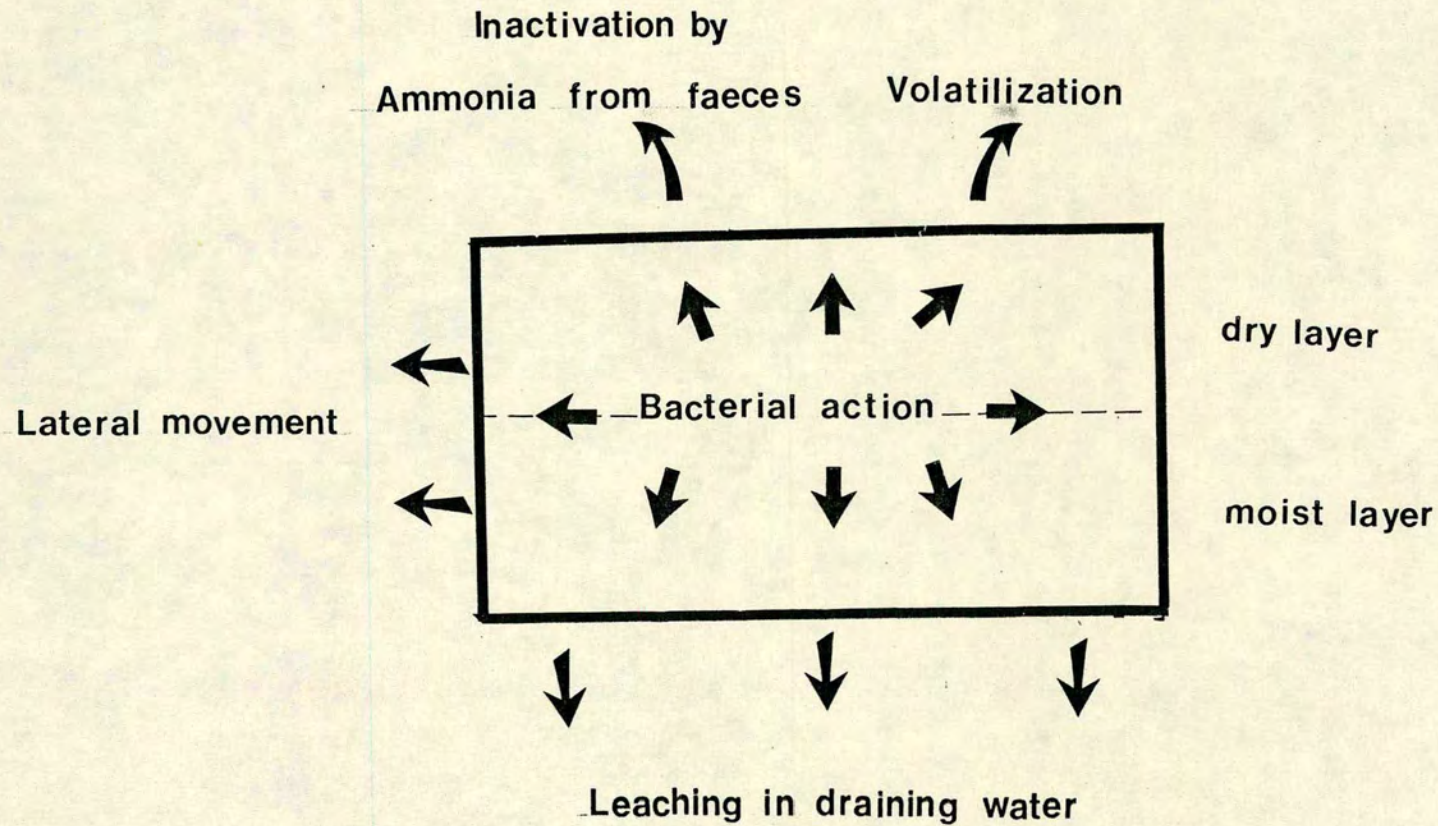 Inactivation by
Ammonia from faeces
Volatilization
dry layer
Lateral movement
Bacterial action
moist layer
Leaching in draining water